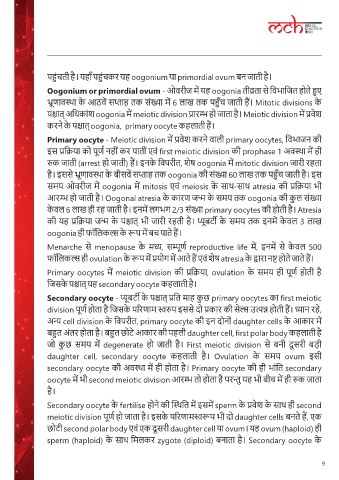 mch
पहुंचती है। यहाँ पहुंचकर यह oogonium या primordial ovum बन जाती है।
Oogonium or primordial ovum - ओवरीज में यह oogonia तीव्रता से विभाजित होते हुए
भ्रूणावस्था के आठवें सप्ताह तक संख्या में 6 लाख तक पहुँच जाती हैं। Mitotic divisions के
पश्चात् अधिकांश oogonia में meiotic division प्रारम्भ हो जाता है। Meiotic division में प्रवेश
करने के पश्चात् oogonia, primary oocyte कहलाती हैं।
Primary oocyte - Meiotic division में प्रवेश करने वाली primary oocytes, विभाजन की
इस प्रक्रिया को पूर्ण नहीं कर पाती एवं first meiotic division की prophase 1 अवस्था में ही
रुक जाती (arrest हो जाती) हैं। इनके विपरीत, शेष oogonia में mitotic division जारी रहता
है। इससे भ्रूणावस्था के बीसवें सप्ताह तक oogonia की संख्या 60 लाख तक पहुँच जाती है। इस
समय ओवरीज में oogonia में mitosis एवं meiosis के साथ-साथ atresia की प्रक्रिया भी
आरम्भ हो जाती है। Oogonal atresia के कारण जन्म के समय तक oogonia की कुल संख्या
केवल 6 लाख ही रह जाती है। इनमें लगभग 2/3 संख्या primary oocytes की होती है। Atresia
की यह प्रक्रिया जन्म के पश्चात् भी जारी रहती है। प्यूबर्टी के समय तक इनमें केवल 3 लाख
oogonia ही फॉलिकल्स के रूप में बच पाते हैं।
Menarche से menopause के मध्य, सम्पूर्ण reproductive life में, इनमें से केवल 500
फॉलिकल्स ही ovulation के रूप में प्रयोग में आते हैं एवं शेष atresia के द्वारा नष्ट होते जाते हैं।
Primary oocytes में meiotic division की प्रक्रिया, ovulation के समय ही पूर्ण होती है
जिसके पश्चात् यह secondary oocyte कहलाती है।
Secondary oocyte - प्यूबर्टी के पश्चात् प्रति माह कुछ primary oocytes का first meiotic
division पूर्ण होता है जिसके परिणाम स्वरुप इससे दो प्रकार की सेल्स उत्पन्न होती हैं। ध्यान रहे,
अन्य cell division के विपरीत, primary oocyte की इन दोनों daughter cells के आकार में
बहुत अंतर होता है। बहुत छोटे आकार की पहली daughter cell, first polar body कहलाती है
जो कुछ समय में degenerate हो जाती है। First meiotic division से बनी दूसरी बड़ी
daughter cell, secondary oocyte कहलाती है। Ovulation के समय ovum इसी
secondary oocyte की अवस्था में ही होता है। Primary oocyte की ही भांति secondary
oocyte में भी second meiotic division आरम्भ तो होता है परन्तु यह भी बीच में ही रूक जाता
है।
Secondary oocyte के fertilise होने की स्थिति में इसमें sperm के प्रवेश के साथ ही second
meiotic division पूर्ण हो जाता है। इसके परिणामस्वरूप भी दो daughter cells बनते हैं, एक
छोटी second polar body एवं एक दूसरी daughter cell या ovum I यह ovum (haploid) ही
sperm (haploid) के साथ मिलकर zygote (diploid) बनाता है। Secondary oocyte के
9